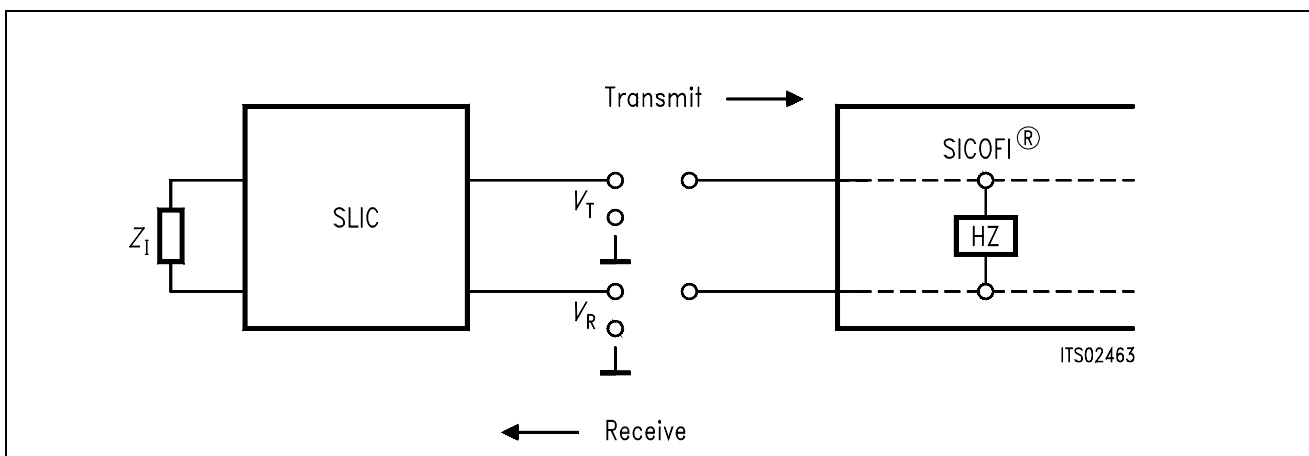 Transmit
SICOFI®
SLIC
V_T
Z_I
HZ
V_R
ITS02463
Receive